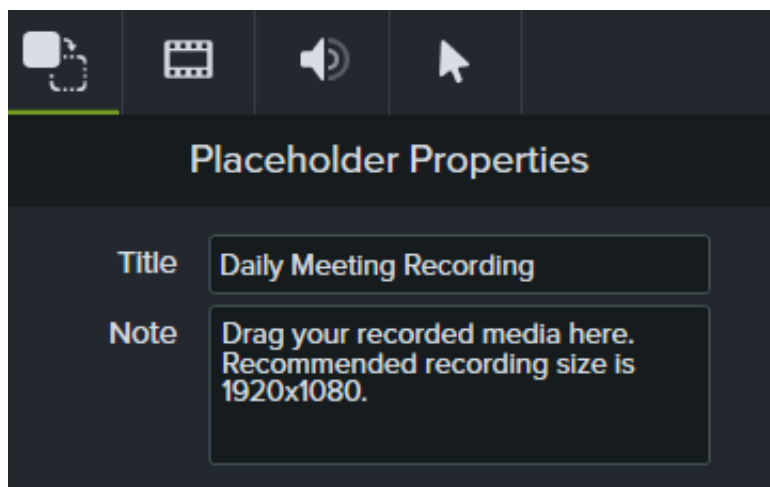 Placeholder Properties
Title
Daily Meeting Recording
Note
Drag your recorded media here.
Recommended recording size is
1920x1080.